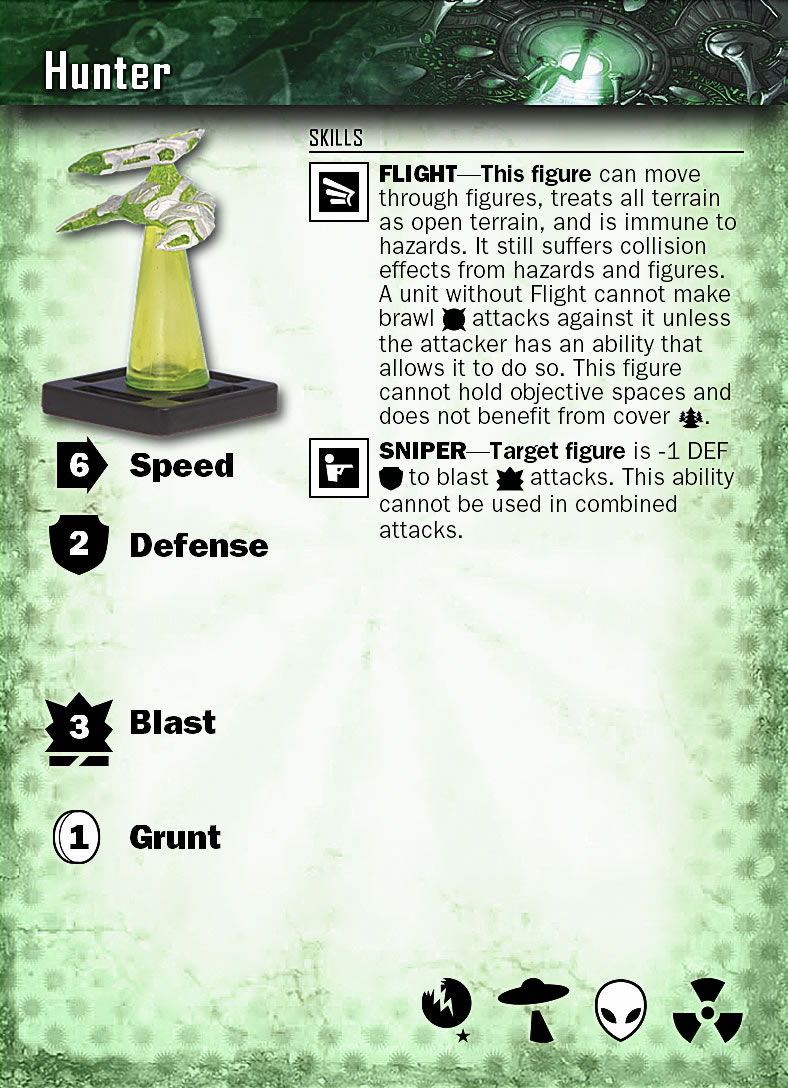 Hunter
SKILLS
FLIGHT—This figure can move
through figures, treats all terrain
as open terrain, and is immune to
hazards. It still suffers collision
effects from hazards and figures.
A unit without Flight cannot make
brawl attacks against it unless
the attacker has an ability that
allows it to do so. This figure
cannot hold objective spaces and
does not benefit from cover .
SNIPER—Target figure is -1 DEF
to blast attacks. This ability
cannot be used in combined
attacks.
6 Speed
2 Defense
3 Blast
1 Grunt